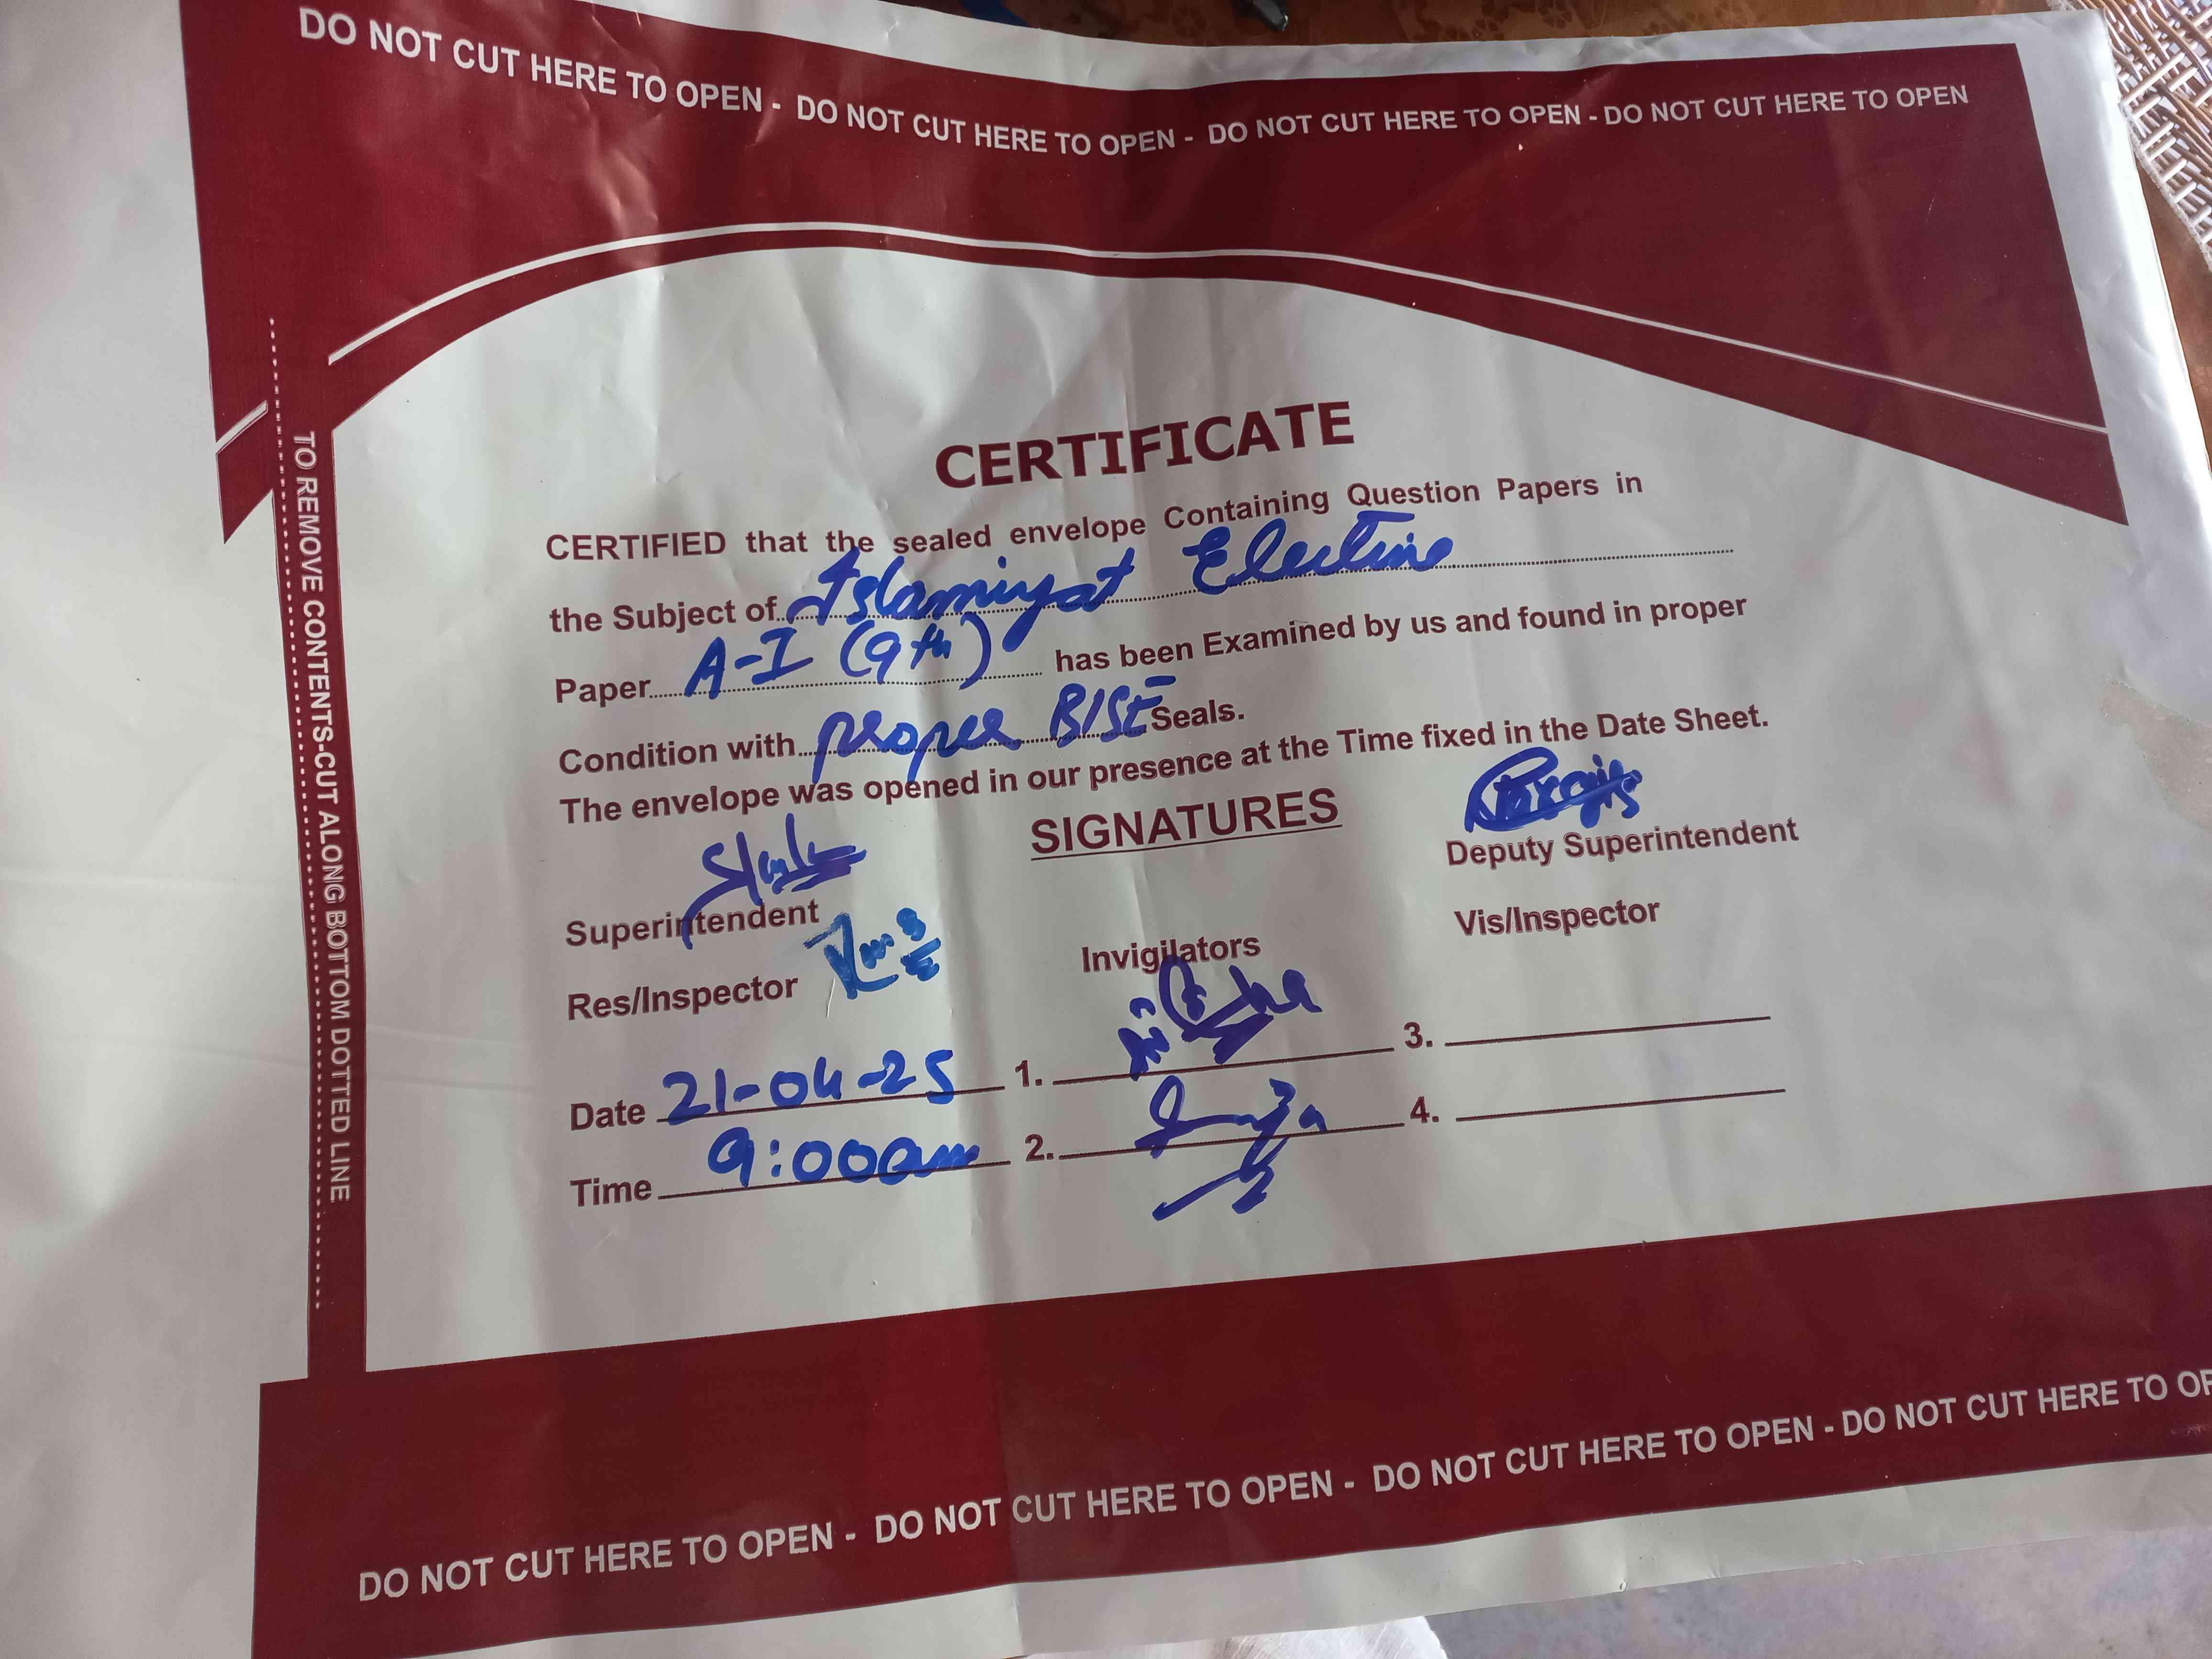 DO NOT CUT HERE TO OPEN - DO NOT CUT HERE TO OPEN - DO NOT CUT HERE TO OPEN - DO NOT CUT HERE TO OPEN
TO REMOVE CONTENTS-CUT ALONG BOTTOM DOTTED LINE
CERTIFICATE
CERTIFIED that the sealed envelope Containing Question Papers in
the Subject of Islamiyat Elective
Paper A-I (9th) has been Examined by us and found in proper
Condition with proper BISE Seals.
The envelope was opened in our presence at the Time fixed in the Date Sheet.
SIGNATURES
Superintendent
Deputy Superintendent
Res/Inspector
Invigilators
Vis/Inspector
Date 21-04-25 1. 3.
Time 9:00am 2. 4.
DO NOT CUT HERE TO OPEN - DO NOT CUT HERE TO OPEN - DO NOT CUT HERE TO OPEN - DO NOT CUT HERE TO OP